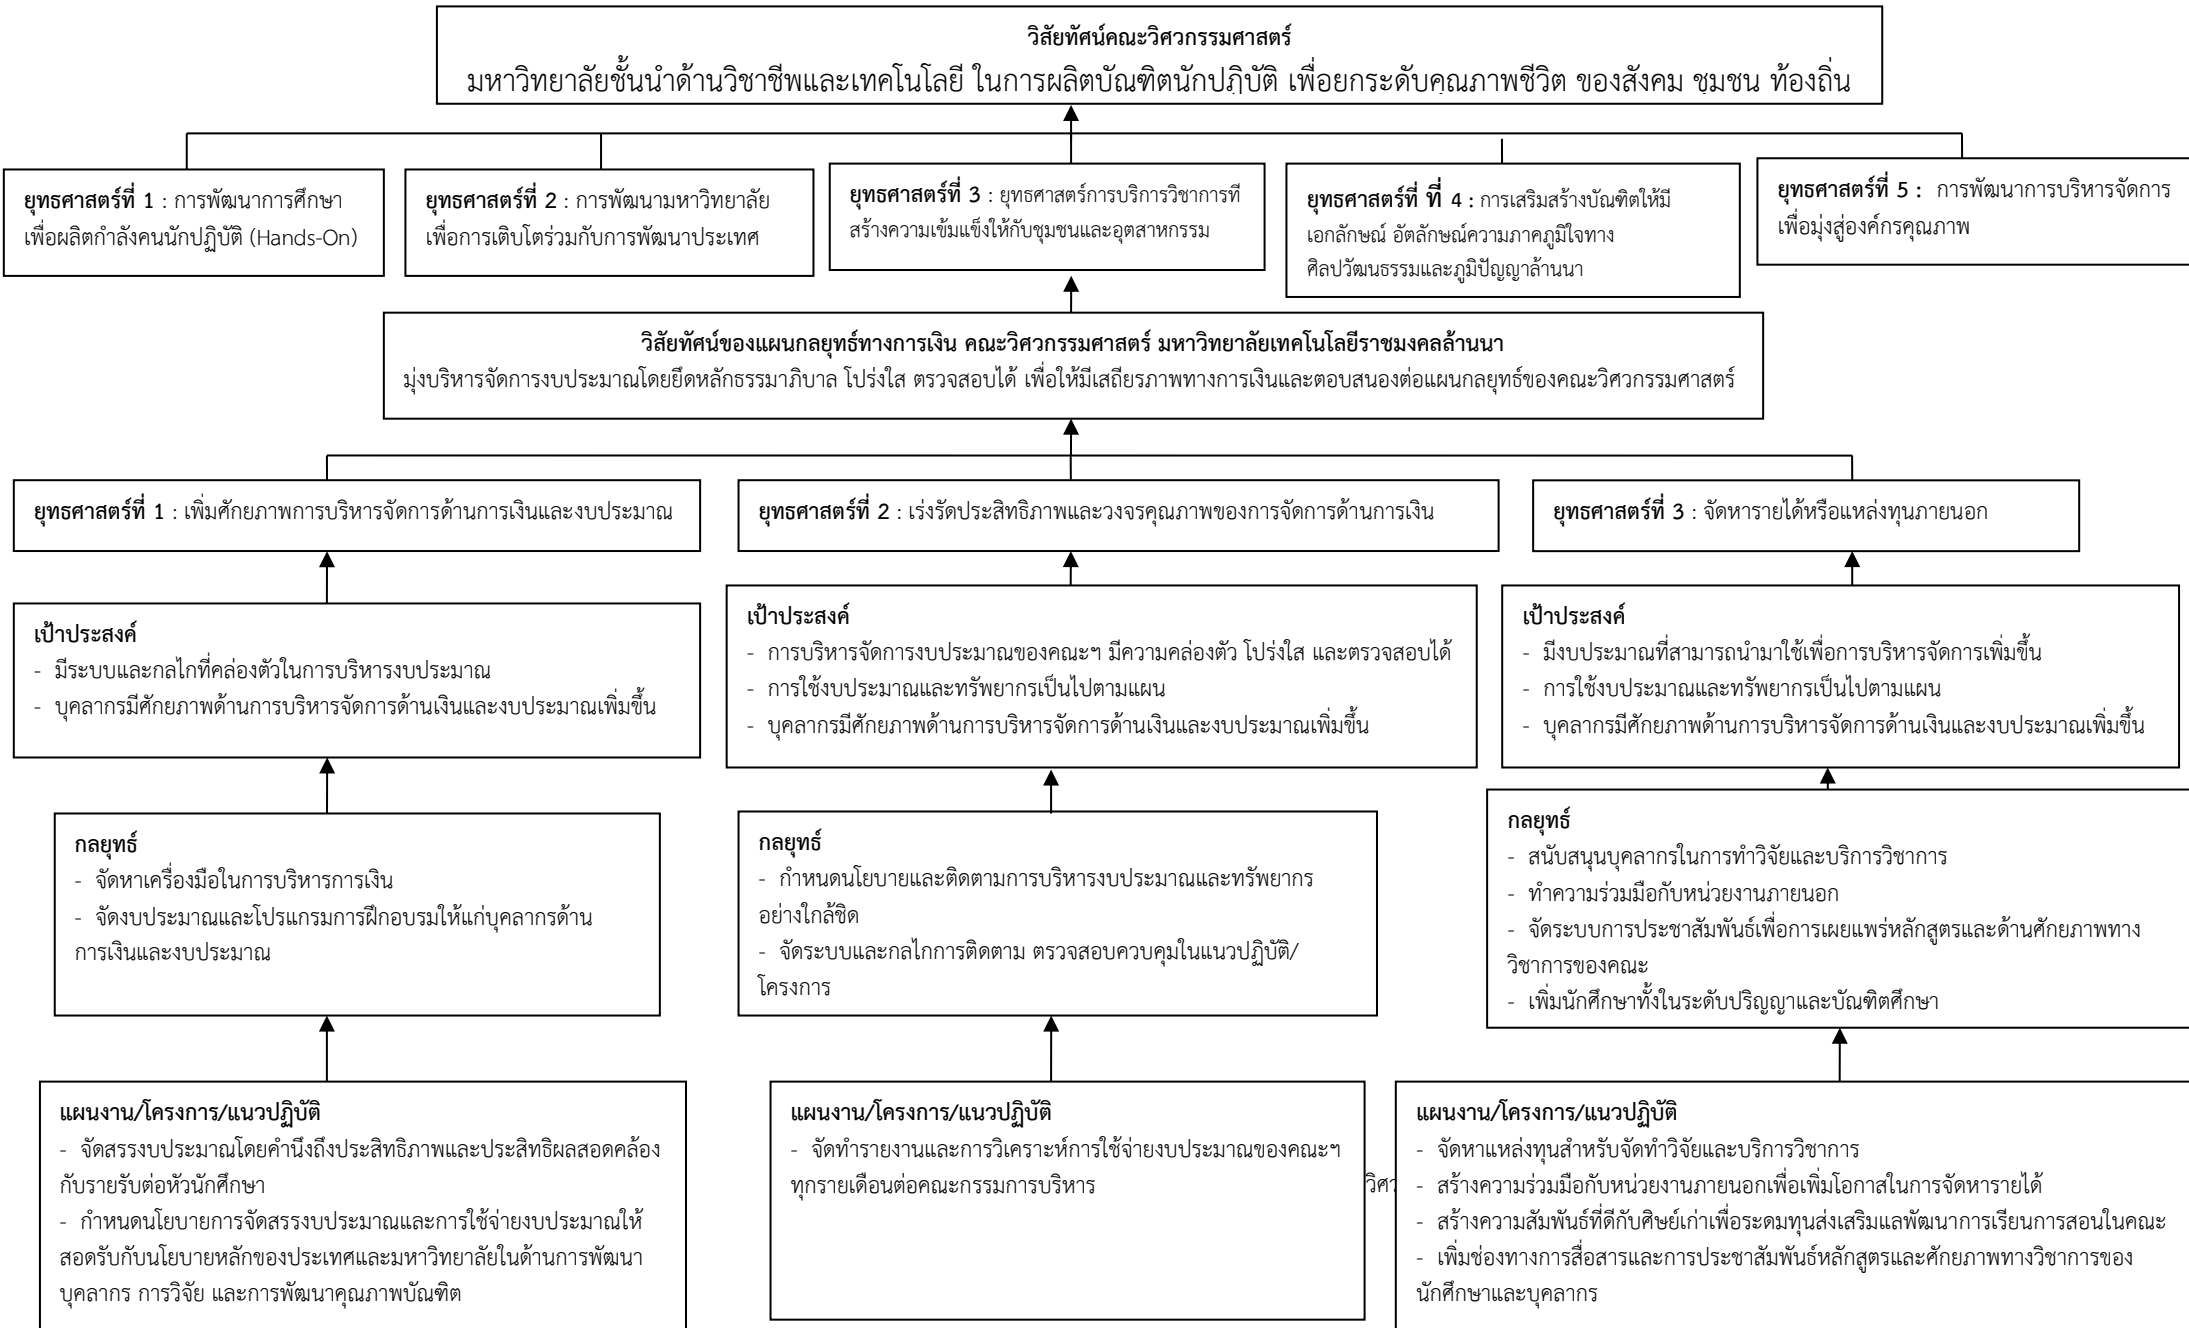 วิสัยทัศน์คณะวิศวกรรมศาสตร์
มหาวิทยาลัยชั้นนำด้านวิชาชีพและเทคโนโลยี ในการผลิตบัณฑิตนักปฏิบัติ เพื่อยกระดับคุณภาพชีวิต ของสังคม ชุมชน ท้องถิ่น
ยุทธศาสตร์ที่ 1 : การพัฒนาการศึกษา
เพื่อผลิตกำลังคนนักปฏิบัติ (Hands-On)
ยุทธศาสตร์ที่ 2 : การพัฒนามหาวิทยาลัย
เพื่อการเติบโตร่วมกับการพัฒนาประเทศ
ยุทธศาสตร์ที่ 3 : ยุทธศาสตร์การบริการวิชาการที่
สร้างความเข้มแข็งให้กับชุมชนและอุตสาหกรรม
ยุทธศาสตร์ที่ ที่ 4 : การเสริมสร้างบัณฑิตให้มี
เอกลักษณ์ อัตลักษณ์ความภาคภูมิใจทาง
ศิลปวัฒนธรรมและภูมิปัญญาล้านนา
ยุทธศาสตร์ที่ 5 : การพัฒนาการบริหารจัดการ
เพื่อมุ่งสู่องค์กรคุณภาพ
วิสัยทัศน์ของแผนกลยุทธ์ทางการเงิน คณะวิศวกรรมศาสตร์ มหาวิทยาลัยเทคโนโลยีราชมงคลล้านนา
มุ่งบริหารจัดการงบประมาณโดยยึดหลักธรรมาภิบาล โปร่งใส ตรวจสอบได้ เพื่อให้มีเสถียรภาพทางการเงินและตอบสนองต่อแผนกลยุทธ์ของคณะวิศวกรรมศาสตร์
ยุทธศาสตร์ที่ 1 : เพิ่มศักยภาพการบริหารจัดการด้านการเงินและงบประมาณ
ยุทธศาสตร์ที่ 2 : เร่งรัดประสิทธิภาพและวงจรคุณภาพของการจัดการด้านการเงิน
ยุทธศาสตร์ที่ 3 : จัดหารายได้หรือแหล่งทุนภายนอก
เป้าประสงค์
- มีระบบและกลไกที่คล่องตัวในการบริหารงบประมาณ
- บุคลากรมีศักยภาพด้านการบริหารจัดการด้านเงินและงบประมาณเพิ่มขึ้น
เป้าประสงค์
- การบริหารจัดการงบประมาณของคณะฯ มีความคล่องตัว โปร่งใส และตรวจสอบได้
- การใช้งบประมาณและทรัพยากรเป็นไปตามแผน
- บุคลากรมีศักยภาพด้านการบริหารจัดการด้านเงินและงบประมาณเพิ่มขึ้น
เป้าประสงค์
- มีงบประมาณที่สามารถนำมาใช้เพื่อการบริหารจัดการเพิ่มขึ้น
- การใช้งบประมาณและทรัพยากรเป็นไปตามแผน
- บุคลากรมีศักยภาพด้านการบริหารจัดการด้านเงินและงบประมาณเพิ่มขึ้น
กลยุทธ์
- จัดหาเครื่องมือในการบริหารการเงิน
- จัดงบประมาณและโปรแกรมการฝึกอบรมให้แก่บุคลากรด้าน
การเงินและงบประมาณ
กลยุทธ์
- กำหนดนโยบายและติดตามการบริหารงบประมาณและทรัพยากร
อย่างใกล้ชิด
- จัดระบบและกลไกการติดตาม ตรวจสอบควบคุมในแนวปฏิบัติ/
โครงการ
กลยุทธ์
- สนับสนุนบุคลากรในการทำวิจัยและบริการวิชาการ
- ทำความร่วมมือกับหน่วยงานภายนอก
- จัดระบบการประชาสัมพันธ์เพื่อการเผยแพร่หลักสูตรและด้านศักยภาพทาง
วิชาการของคณะ
- เพิ่มนักศึกษาทั้งในระดับปริญญาและบัณฑิตศึกษา
แผนงาน/โครงการ/แนวปฏิบัติ
- จัดสรรงบประมาณโดยคำนึงถึงประสิทธิภาพและประสิทธิผลสอดคล้อง
กับรายรับต่อหัวนักศึกษา
- กำหนดนโยบายการจัดสรรงบประมาณและการใช้จ่ายงบประมาณให้
สอดรับกับนโยบายหลักของประเทศและมหาวิทยาลัยในด้านการพัฒนา
บุคลากร การวิจัย และการพัฒนาคุณภาพบัณฑิต
แผนงาน/โครงการ/แนวปฏิบัติ
- จัดทำรายงานและการวิเคราะห์การใช้จ่ายงบประมาณของคณะฯ
ทุกรายเดือนต่อคณะกรรมการบริหาร
แผนงาน/โครงการ/แนวปฏิบัติ
- จัดหาแหล่งทุนสำหรับจัดทำวิจัยและบริการวิชาการ
- สร้างความร่วมมือกับหน่วยงานภายนอกเพื่อเพิ่มโอกาสในการจัดหารายได้
- สร้างความสัมพันธ์ที่ดีกับศิษย์เก่าเพื่อระดมทุนส่งเสริมแลพัฒนาการเรียนการสอนในคณะ
- เพิ่มช่องทางการสื่อสารและการประชาสัมพันธ์หลักสูตรและศักยภาพทางวิชาการของ
นักศึกษาและบุคลากร